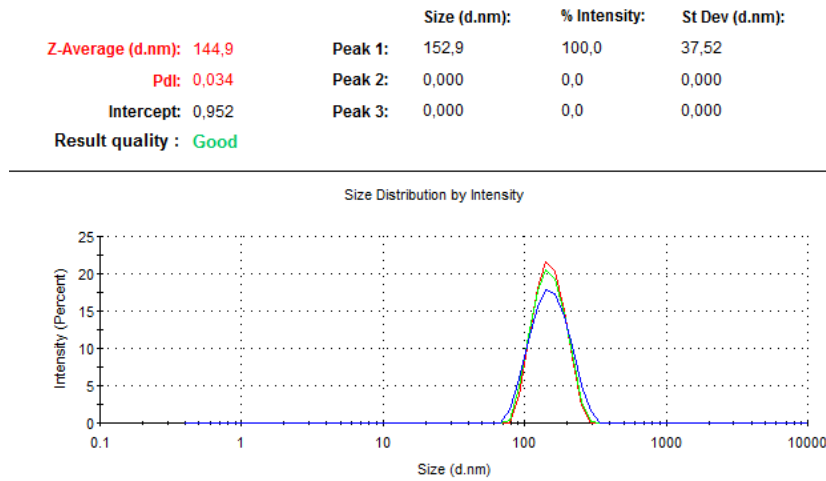 Size (d.nm): % Intensity: St Dev (d.nm):
Z-Average (d.nm): 144,9 Peak 1: 152,9 100,0 37,52
PdI: 0,034 Peak 2: 0,000 0,0 0,000
Intercept: 0,952 Peak 3: 0,000 0,0 0,000
Result quality : Good
Size Distribution by Intensity
Intensity (Percent)
25
20
15
10
5
0
0.1 1 10 100 1000 10000
Size (d.nm)